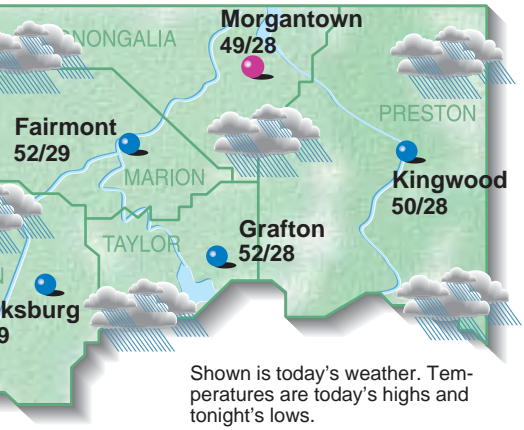 Morgantown
49/28
NONGALIA
PRESTON
Fairmont
52/29
MARION
Kingwood
50/28
Grafton
52/28
TAYLOR
N
ksburg
9
Shown is today's weather. Tem-
peratures are today's highs and
tonight's lows.